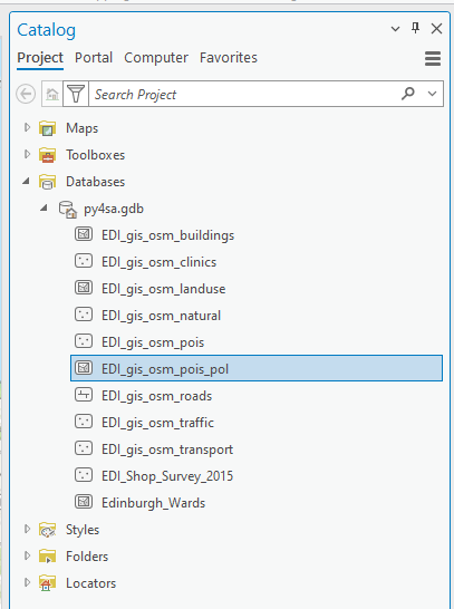 Catalog
Project Portal Computer Favorites
Search Project
Maps
Toolboxes
Databases
py4sa.gdb
EDI_gis_osm_buildings
EDI_gis_osm_clinics
EDI_gis_osm_landuse
EDI_gis_osm_natural
EDI_gis_osm_pois
EDI_gis_osm_pois_pol
EDI_gis_osm_roads
EDI_gis_osm_traffic
EDI_gis_osm_transport
EDI_Shop_Survey_2015
Edinburgh_Wards
Styles
Folders
Locators